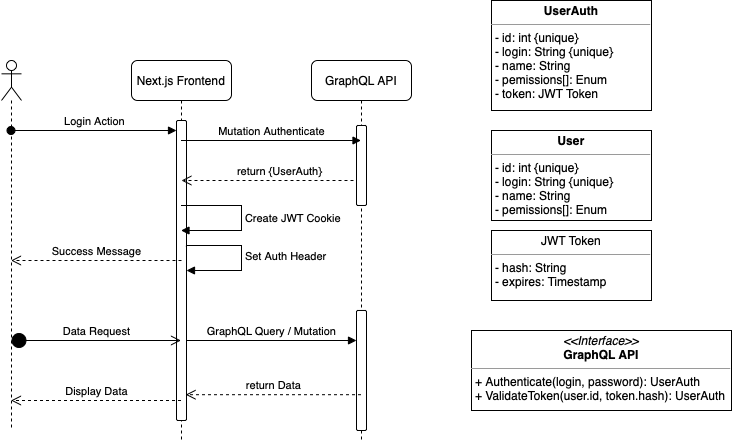 Next.js Frontend
GraphQL API
Login Action
Mutation Authenticate
return {UserAuth}
Create JWT Cookie
Success Message
Set Auth Header
Data Request
GraphQL Query / Mutation
return Data
Display Data
UserAuth
- id: int {unique}
- login: String {unique}
- name: String
- pemissions[]: Enum
- token: JWT Token
User
- id: int {unique}
- login: String {unique}
- name: String
- pemissions[]: Enum
JWT Token
- hash: String
- expires: Timestamp
<<Interface>>
GraphQL API
+ Authenticate(login, password): UserAuth
+ ValidateToken(user.id, token.hash): UserAuth